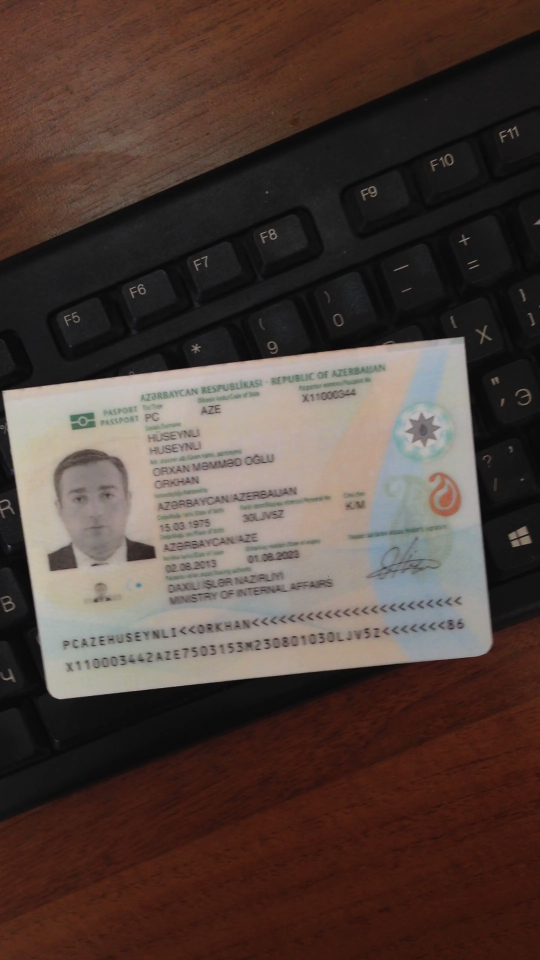 F5
F6
F7
F8
F9
F10
F11
*
( 9
) 0
— -
+ =
{ [ X
} ]
" ' Э
AZƏRBAYCAN RESPUBLİKASI - REPUBLIC OF AZERBAIJAN
PASPORT PC AZE X11000344
PASSPORT
HÜSEYNLİ
HUSEYNLI
ORXAN MƏMMƏD OĞLU
ORKHAN
AZƏRBAYCAN/AZERBAIJAN
15.03.1975 30LJV5Z K/M
AZƏRBAYCAN/AZE
02.08.2013 01.08.2023
DAXİLİ İŞLƏR NAZİRLİYİ
MINISTRY OF INTERNAL AFFAIRS
PCAZEHUSEYNLI<<ORKHAN<<<<<<<<<<<<<<<<<<<<<<<
X110003442AZE7503153M230801030LJV5Z<<<<<<<86